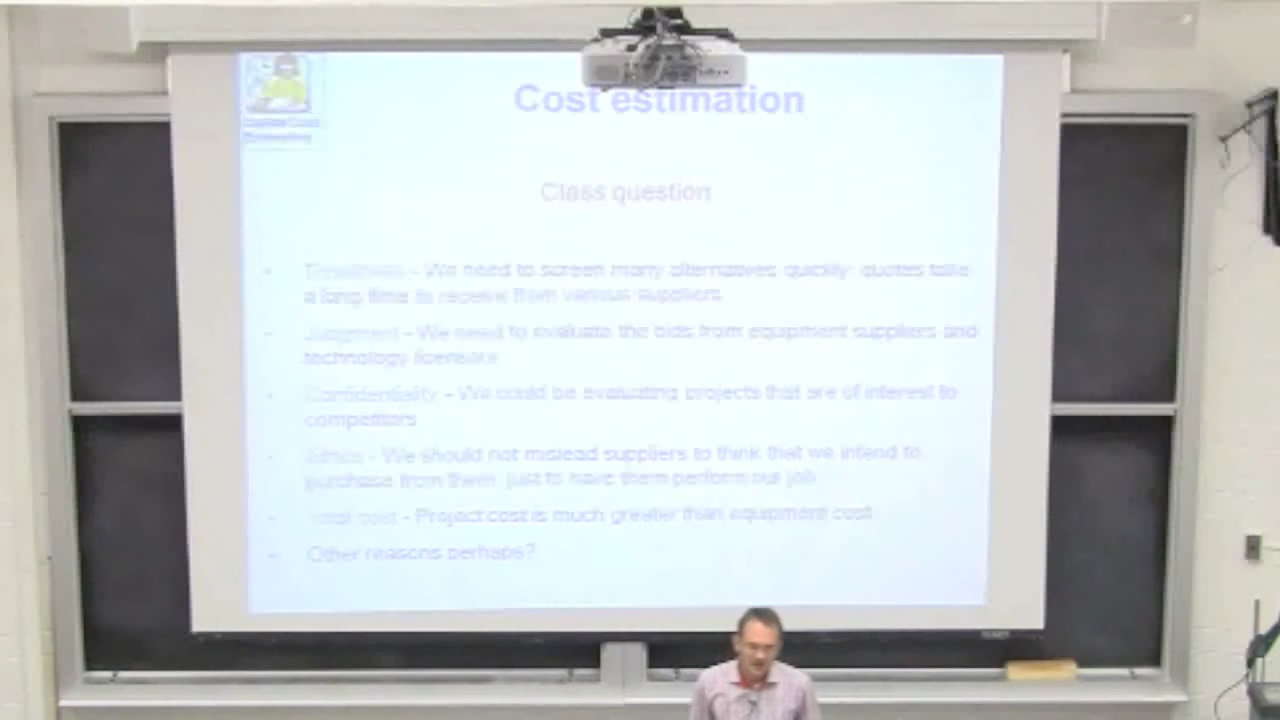 Cost estimation
Class question
- We need to screen many alternatives quickly; quotes take
a long time to receive from various suppliers
Judgment - We need to evaluate the bids from equipment suppliers and
technology licensors
Confidentiality - We could be evaluating projects that are of interest to
competitors
Ethics - We should not mislead suppliers to think that we intend to
purchase from them, just to have them perform our job
Total cost - Project cost is much greater than equipment cost
Other reasons perhaps?